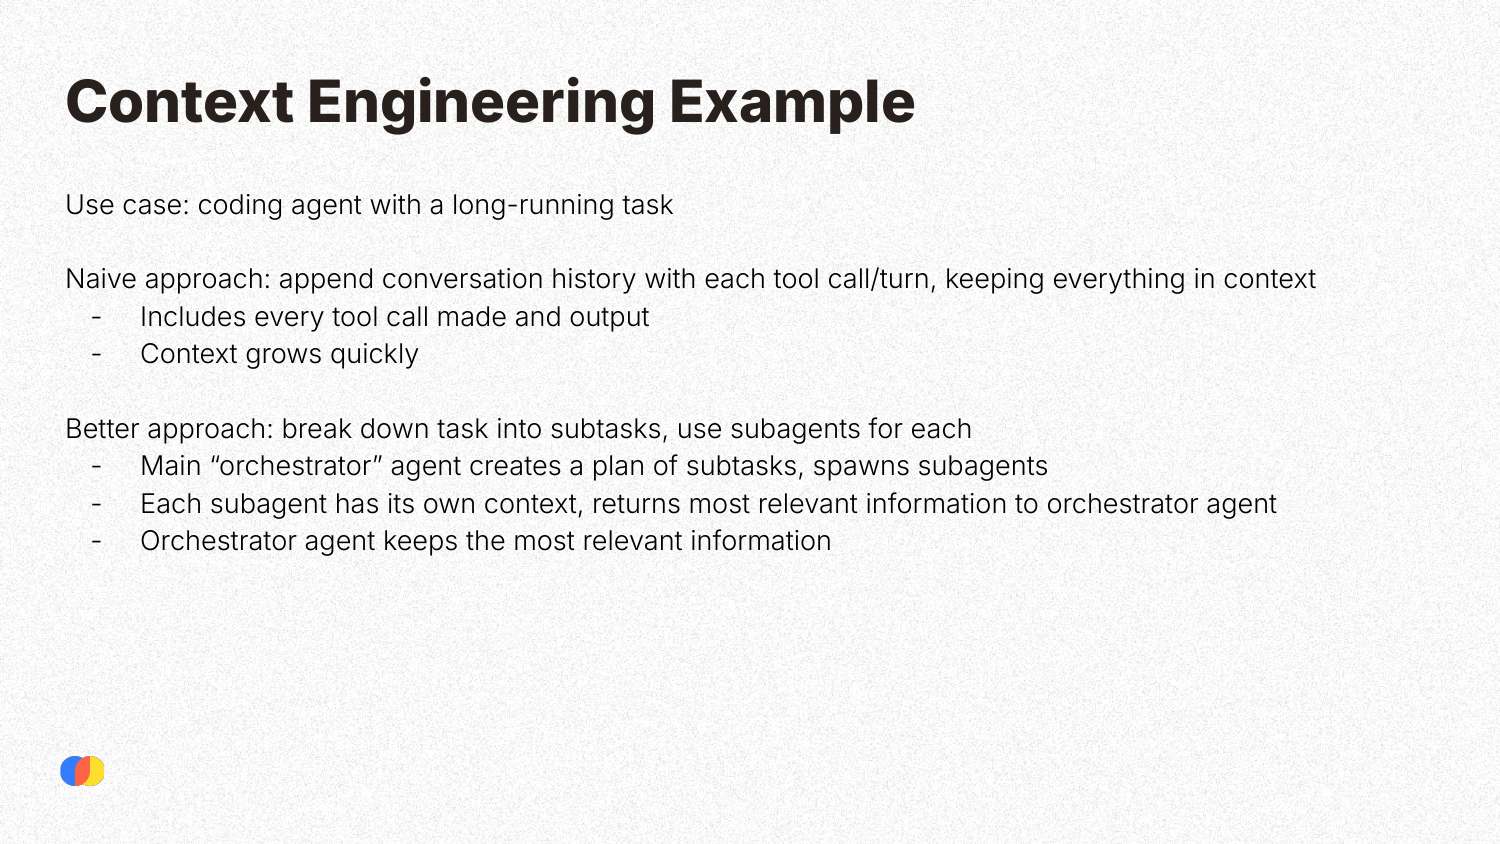 Context Engineering Example
Use case: coding agent with a long-running task
Naive approach: append conversation history with each tool call/turn, keeping everything in context
- Includes every tool call made and output
- Context grows quickly
Better approach: break down task into subtasks, use subagents for each
- Main “orchestrator” agent creates a plan of subtasks, spawns subagents
- Each subagent has its own context, returns most relevant information to orchestrator agent
- Orchestrator agent keeps the most relevant information